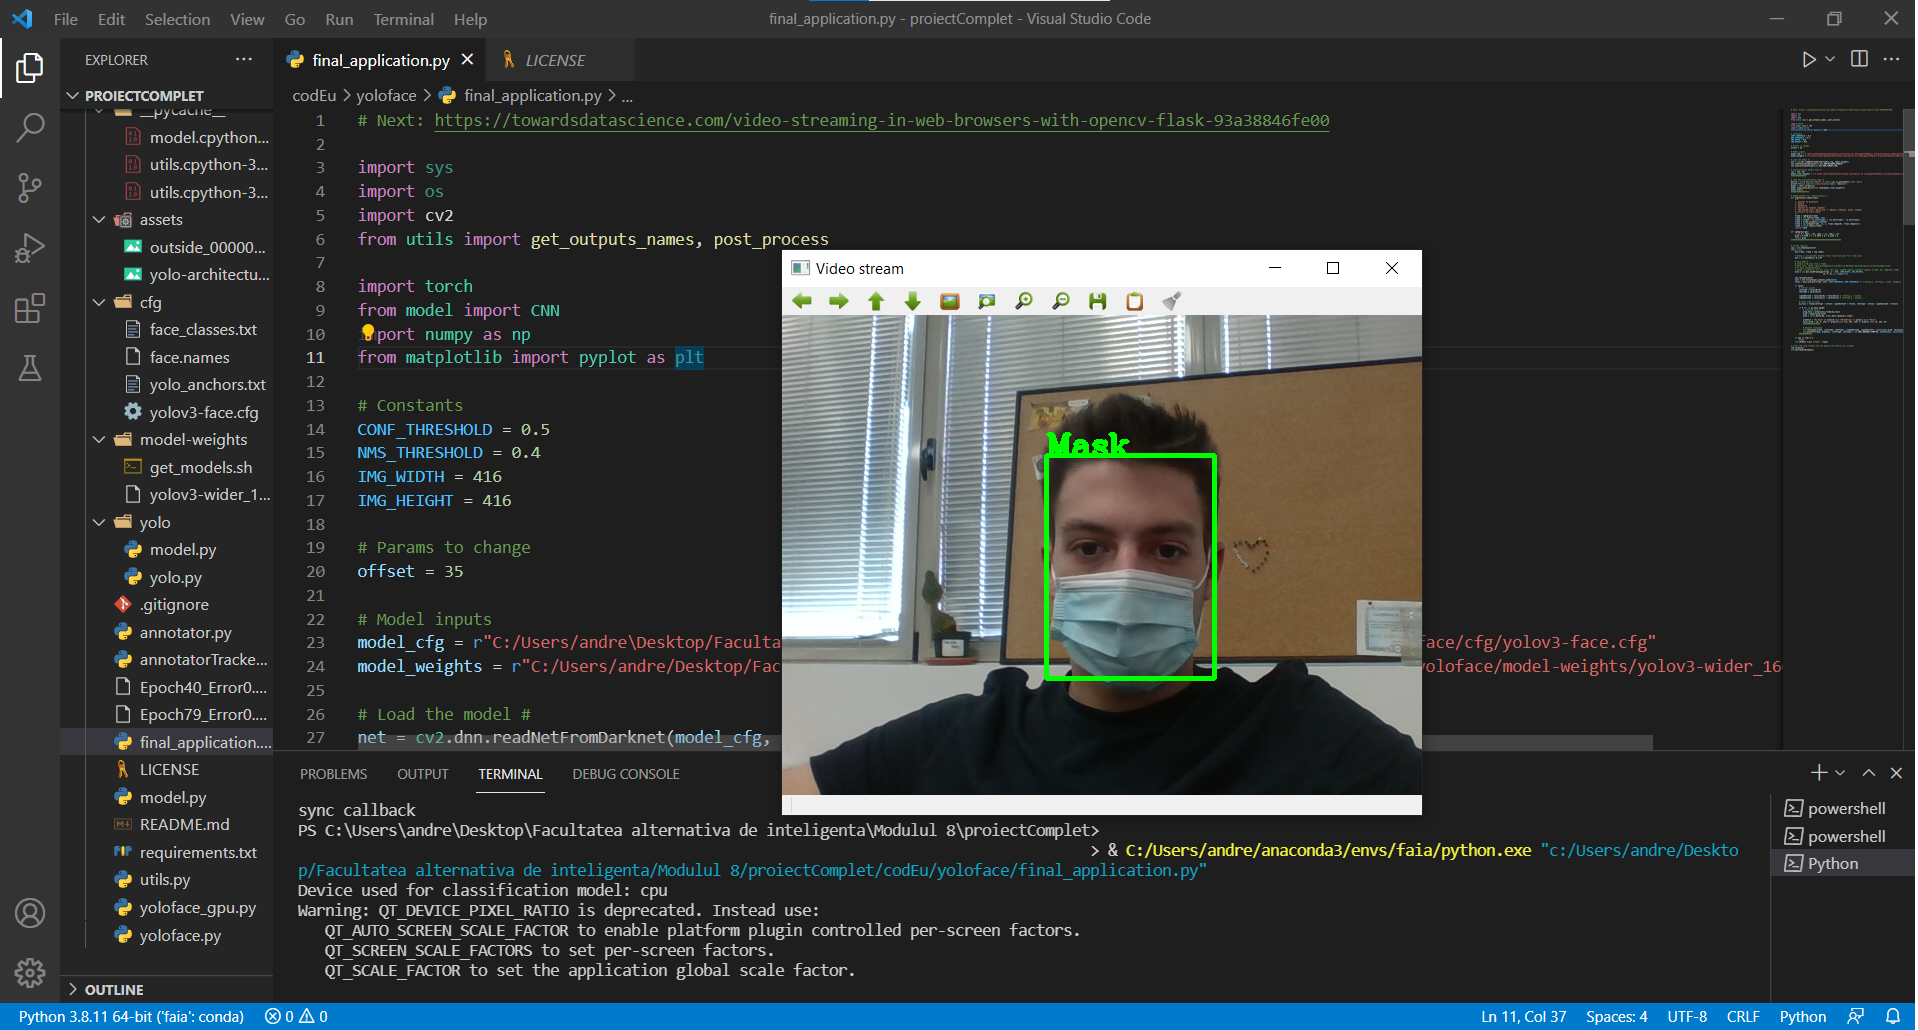 File Edit Selection View Go Run Terminal Help
final_application.py - proiectComplet - Visual Studio Code
EXPLORER
PROIECTCOMPLET
__pycache__
model.cpython...
utils.cpython-3...
utils.cpython-3...
assets
outside_00000...
yolo-architectu...
cfg
face_classes.txt
face.names
yolo_anchors.txt
yolov3-face.cfg
model-weights
get_models.sh
yolov3-wider_1...
yolo
model.py
yolo.py
.gitignore
annotator.py
annotatorTracke...
Epoch40_Error0....
Epoch79_Error0....
final_application....
LICENSE
model.py
README.md
requirements.txt
utils.py
yoloface_gpu.py
yoloface.py
OUTLINE
final_application.py
LICENSE
codEu > yoloface > final_application.py > ...
1 # Next: https://towardsdatascience.com/video-streaming-in-web-browsers-with-opencv-flask-93a38846fe00
2
3 import sys
4 import os
5 import cv2
6 from utils import get_outputs_names, post_process
7
8 import torch
9 from model import CNN
10 import numpy as np
11 from matplotlib import pyplot as plt
12
13 # Constants
14 CONF_THRESHOLD = 0.5
15 NMS_THRESHOLD = 0.4
16 IMG_WIDTH = 416
17 IMG_HEIGHT = 416
18
19 # Params to change
20 offset = 35
21
22 # Model inputs
23 model_cfg = r"C:/Users/andre\Desktop/Faculta face/cfg/yolov3-face.cfg"
24 model_weights = r"C:/Users/andre/Desktop/Fac yoloface/model-weights/yolov3-wider_16
25
26 # Load the model #
27 net = cv2.dnn.readNetFromDarknet(model_cfg,
Video stream
Mask
PROBLEMS OUTPUT TERMINAL DEBUG CONSOLE
sync callback
PS C:\Users\andre\Desktop\Facultatea alternativa de inteligenta\Modulul 8\proiectComplet>
> & C:/Users/andre/anaconda3/envs/faia/python.exe "c:/Users/andre/Deskto
p/Facultatea alternativa de inteligenta/Modulul 8/proiectComplet/codEu/yoloface/final_application.py"
Device used for classification model: cpu
Warning: QT_DEVICE_PIXEL_RATIO is deprecated. Instead use:
QT_AUTO_SCREEN_SCALE_FACTOR to enable platform plugin controlled per-screen factors.
QT_SCREEN_SCALE_FACTORS to set per-screen factors.
QT_SCALE_FACTOR to set the application global scale factor.
powershell
powershell
Python
Python 3.8.11 64-bit ('faia': conda) 0 0
Ln 11, Col 37 Spaces: 4 UTF-8 CRLF Python